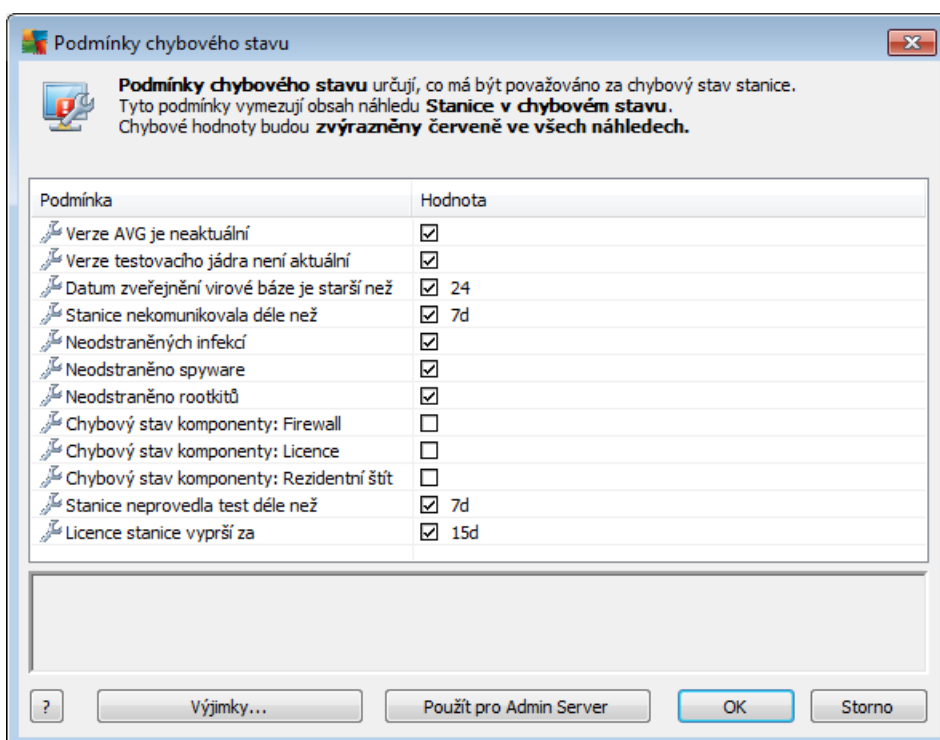 Podmínky chybového stavu
Podmínky chybového stavu určují, co má být považováno za chybový stav stanice.
Tyto podmínky vymezují obsah náhledu Stanice v chybovém stavu.
Chybové hodnoty budou zvýrazněny červeně ve všech náhledech.
Podmínka Hodnota
Verze AVG je neaktuální
Verze testovacího jádra není aktuální
Datum zveřejnění virové báze je starší než 24
Stanice nekomunikovala déle než 7d
Neodstraněných infekcí
Neodstraněno spyware
Neodstraněno rootkitů
Chybový stav komponenty: Firewall
Chybový stav komponenty: Licence
Chybový stav komponenty: Rezidentní štít
Stanice neprovedla test déle než 7d
Licence stanice vyprší za 15d
? Výjimky... Použít pro Admin Server OK Storno